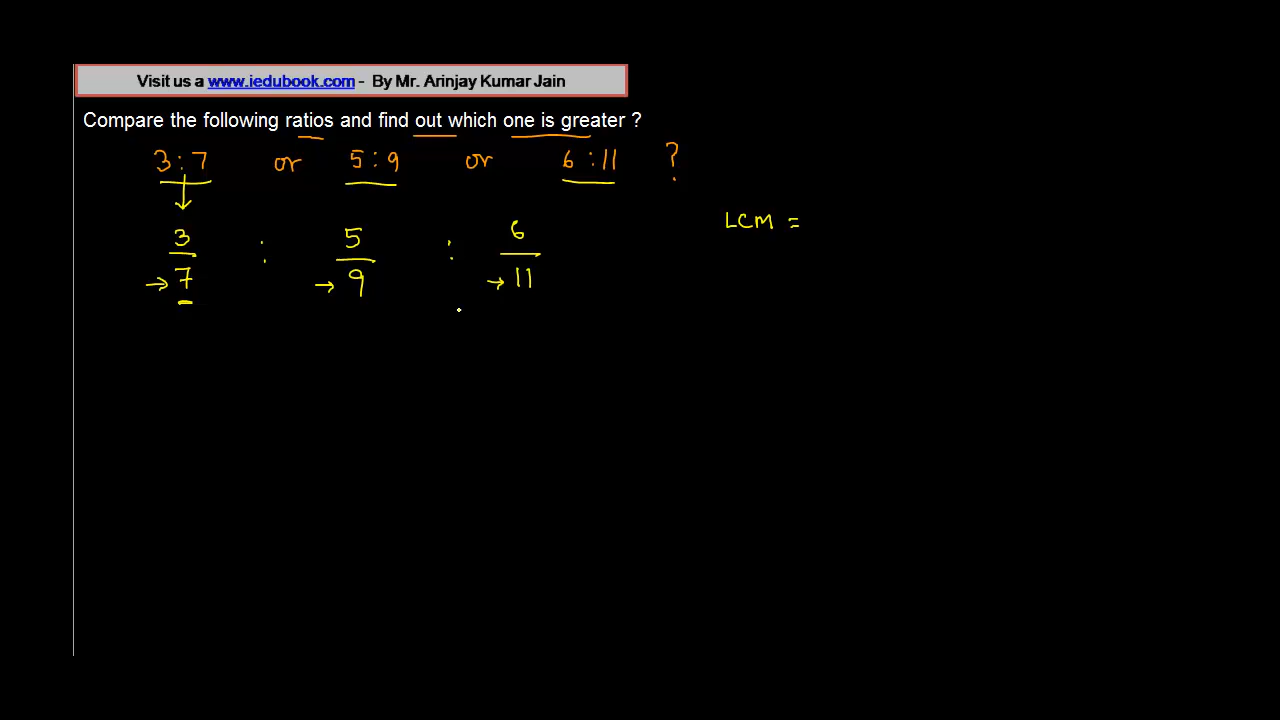 Visit us a www.iedubook.com - By Mr. Arinjay Kumar Jain
Compare the following ratios and find out which one is greater ?
3:7 or 5:9 or 6:11 ?
LCM =
3/7 : 5/9 : 6/11